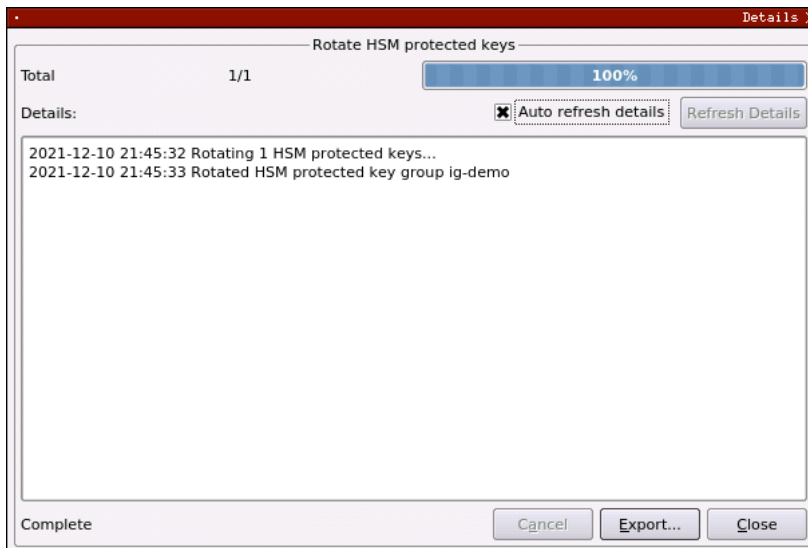 Details
Rotate HSM protected keys
Total 1/1 100%
Details: Auto refresh details Refresh Details
2021-12-10 21:45:32 Rotating 1 HSM protected keys...
2021-12-10 21:45:33 Rotated HSM protected key group ig-demo
Complete Cancel Export... Close